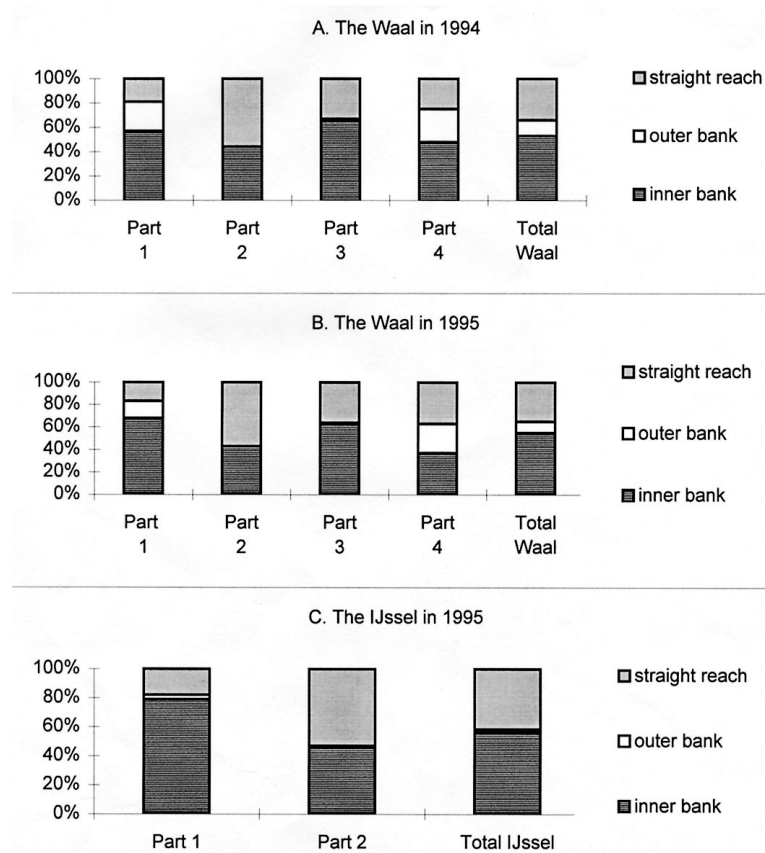 A. The Waal in 1994
100%
80%
60%
40%
20%
0%
straight reach
outer bank
inner bank
Part 1
Part 2
Part 3
Part 4
Total Waal
B. The Waal in 1995
100%
80%
60%
40%
20%
0%
straight reach
outer bank
inner bank
Part 1
Part 2
Part 3
Part 4
Total Waal
C. The IJssel in 1995
100%
80%
60%
40%
20%
0%
straight reach
outer bank
inner bank
Part 1
Part 2
Total IJssel